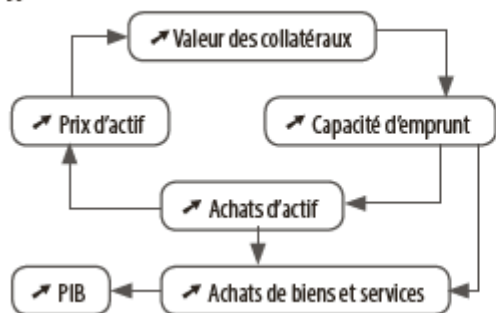 ↗ Valeur des collatéraux
↗ Prix d'actif
↗ Capacité d'emprunt
↗ Achats d'actif
↗ PIB
↗ Achats de biens et services